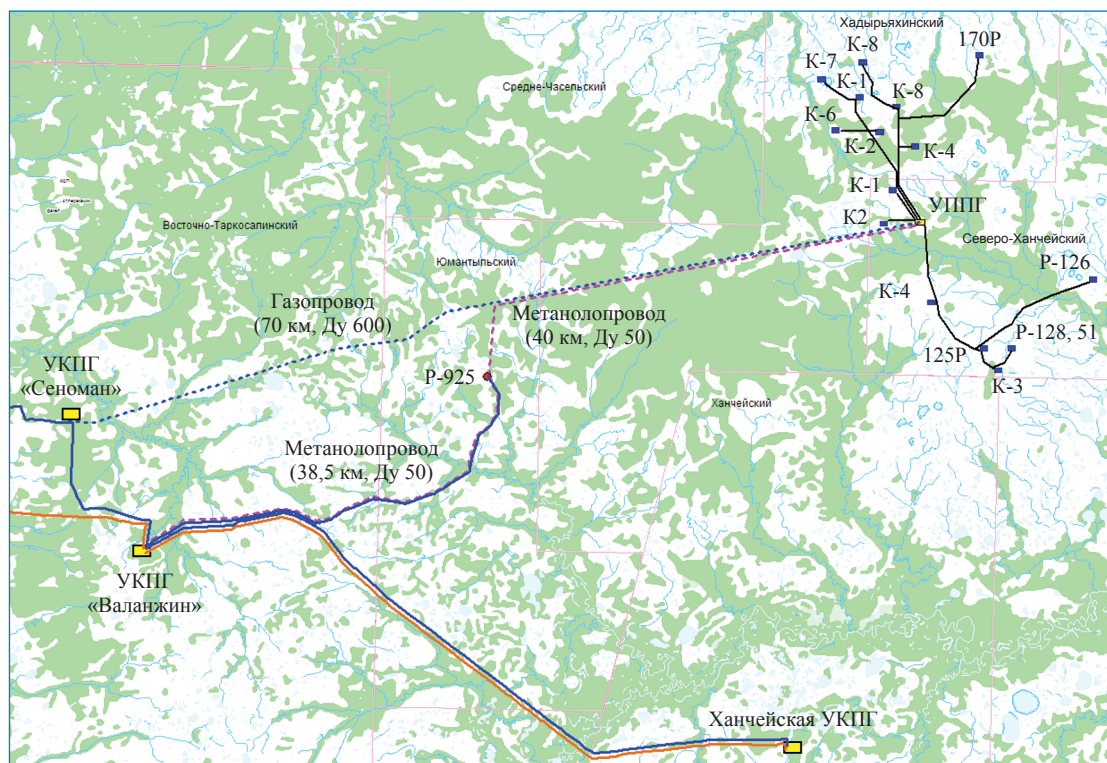 Хадырьяхинский
170Р
К-8
К-7
К-1
К-8
Средне-Часельский
К-6
К-2
К-4
К-1
УППГ
К2
Восточно-Таркосалинский
Северо-Ханчейский
Юмантыльский
Р-126
Газопровод
(70 км, Ду 600)
Метанолопровод
(40 км, Ду 50)
К-4
Р-128, 51
125Р
К-3
УКПГ
«Сеноман»
Р-925
Ханчейский
Метанолопровод
(38,5 км, Ду 50)
УКПГ
«Валанжин»
Ханчейская УКПГ